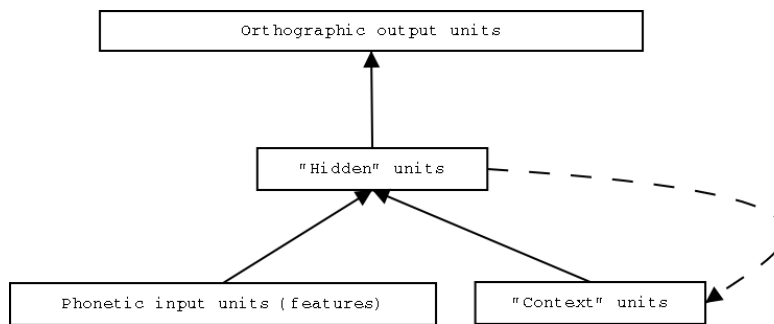 Orthographic output units
"Hidden" units
Phonetic input units (features)
"Context" units